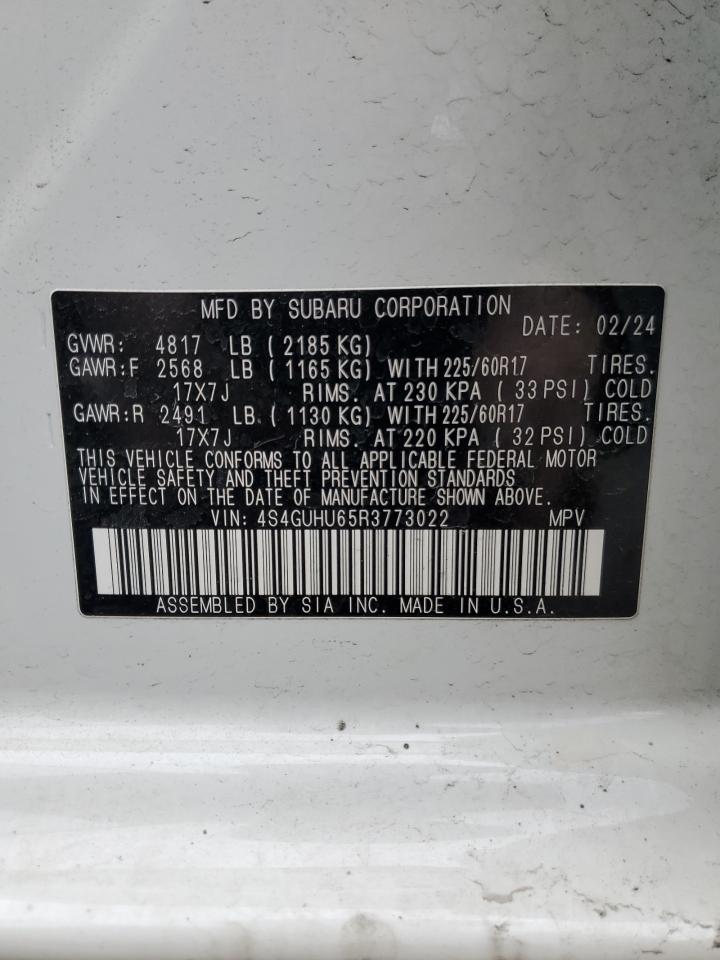 MFD BY SUBARU CORPORATION
DATE: 02/24
GVWR: 4817 LB ( 2185 KG)
GAWR:F 2568 LB ( 1165 KG) WITH 225/60R17 TIRES.
17X7J RIMS. AT 230 KPA ( 33 PSI) COLD
GAWR:R 2491 LB ( 1130 KG) WITH 225/60R17 TIRES.
17X7J RIMS. AT 220 KPA ( 32 PSI) COLD
THIS VEHICLE CONFORMS TO ALL APPLICABLE FEDERAL MOTOR
VEHICLE SAFETY AND THEFT PREVENTION STANDARDS
IN EFFECT ON THE DATE OF MANUFACTURE SHOWN ABOVE.
VIN: 4S4GUHU65R3773022 MPV
ASSEMBLED BY SIA INC. MADE IN U.S.A.